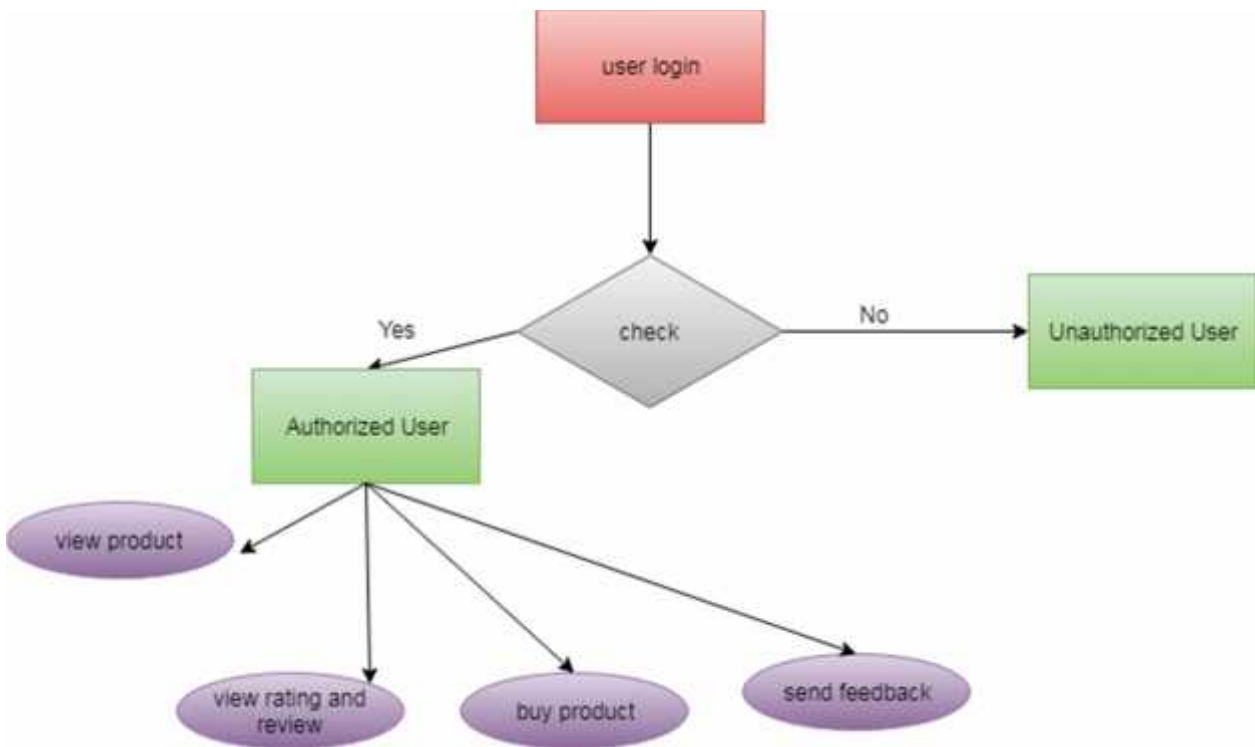 user login
check
Yes
No
Unauthorized User
Authorized User
view product
view rating and
review
buy product
send feedback